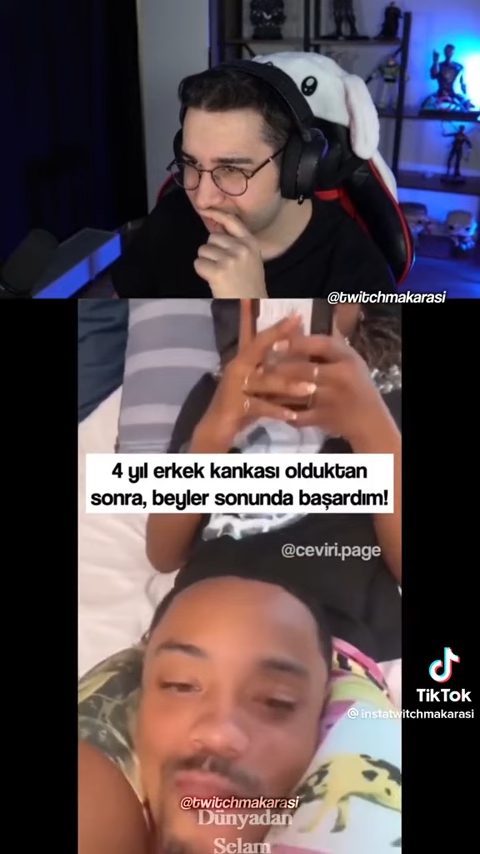 @twitchmakarasi
4 yıl erkek kankası olduktan
sonra, beyler sonunda başardım!
@ceviri.page
TikTok
@instatwitchmakarasi
@twitchmakarasi
Dünyadan
Selam